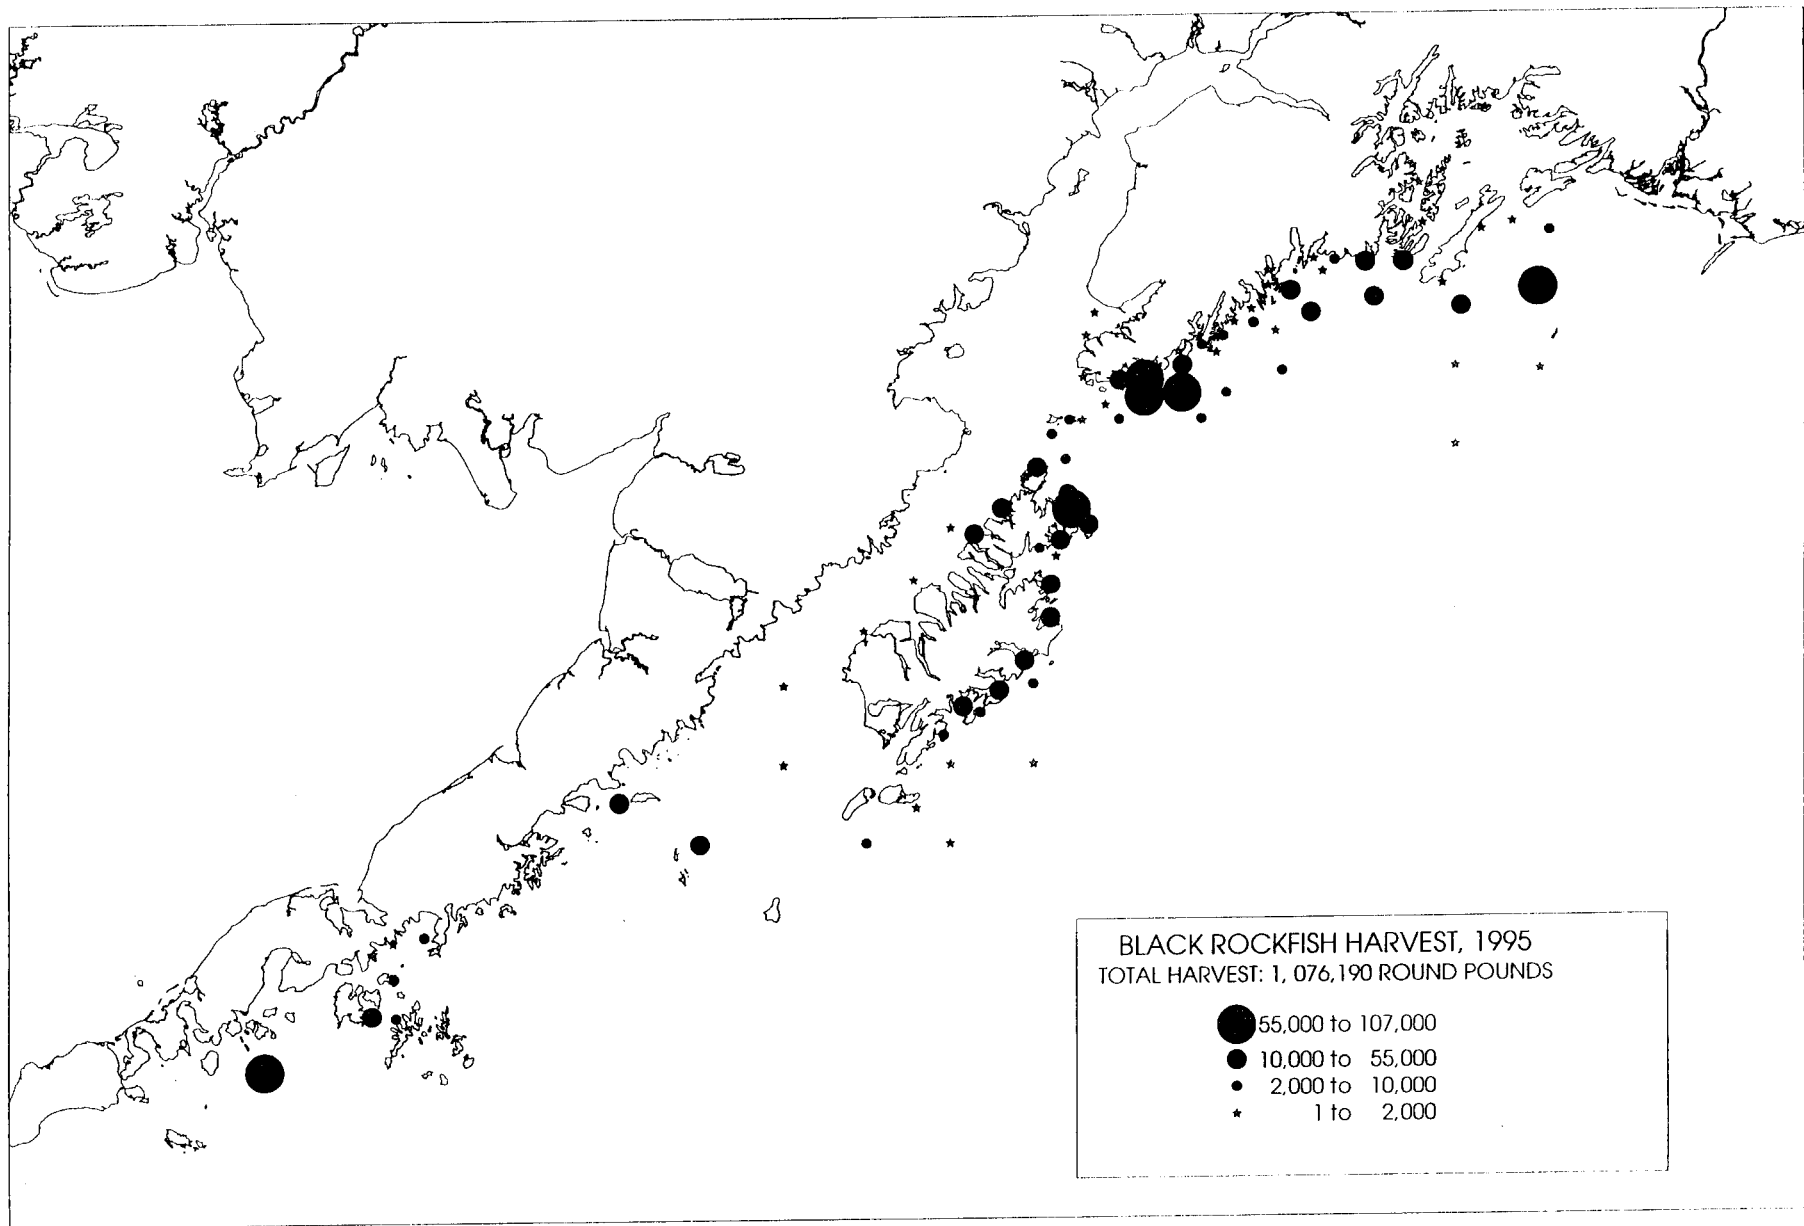 BLACK ROCKFISH HARVEST, 1995
TOTAL HARVEST: 1, 076,190 ROUND POUNDS
55,000 to 107,000
10,000 to 55,000
2,000 to 10,000
1 to 2,000